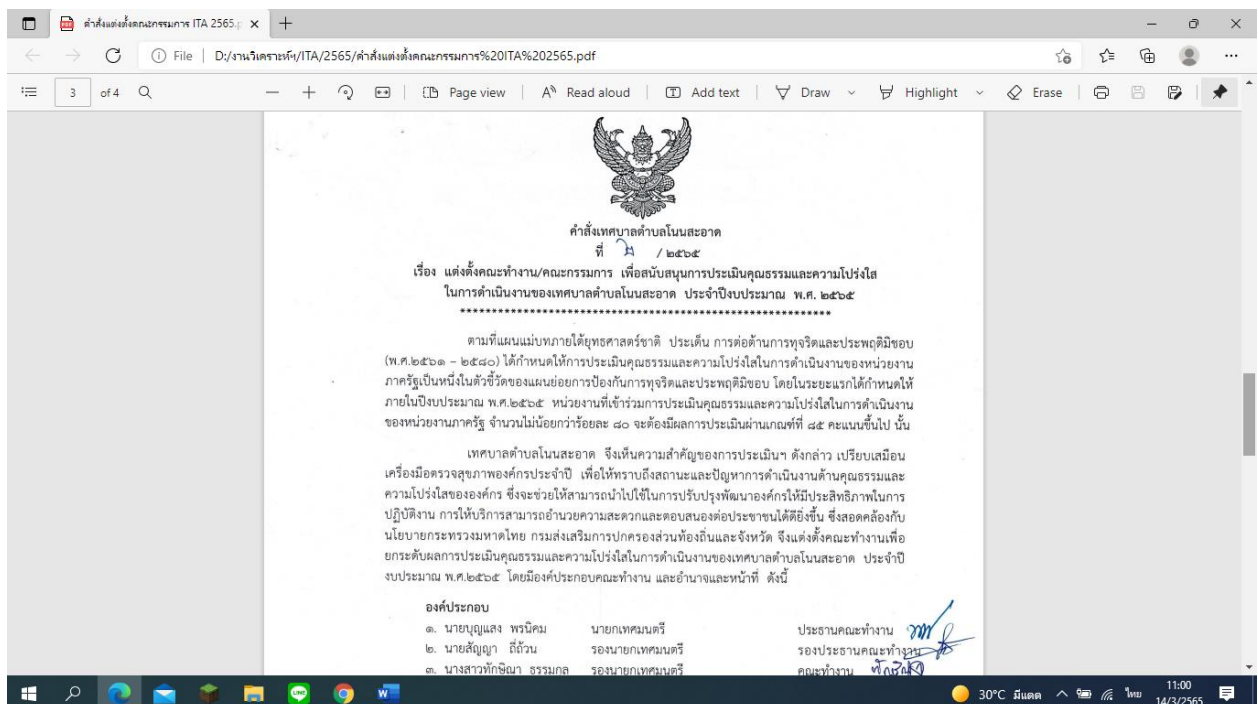 คำสั่งแต่งตั้งคณะกรรมการ ITA 2565.p
File D:/งานวิเคราะห์ฯ/ITA/2565/คำสั่งแต่งตั้งคณะกรรมการ%20ITA%202565.pdf
3 of 4 Page view Read aloud Add text Draw Highlight Erase
คำสั่งเทศบาลตำบลโนนสะอาด
ที่ / ๒๕๖๕
เรื่อง แต่งตั้งคณะทำงาน/คณะกรรมการ เพื่อสนับสนุนการประเมินคุณธรรมและความโปร่งใส
ในการดำเนินงานของเทศบาลตำบลโนนสะอาด ประจำปีงบประมาณ พ.ศ. ๒๕๖๕
************************************************************
ตามที่แผนแม่บทภายใต้ยุทธศาสตร์ชาติ ประเด็น การต่อต้านการทุจริตและประพฤติมิชอบ
(พ.ศ.๒๕๖๑ – ๒๕๘๐) ได้กำหนดให้การประเมินคุณธรรมและความโปร่งใสในการดำเนินงานของหน่วยงาน
ภาครัฐเป็นหนึ่งในตัวชี้วัดของแผนย่อยการป้องกันการทุจริตและประพฤติมิชอบ โดยในระยะแรกได้กำหนดให้
ภายในปีงบประมาณ พ.ศ.๒๕๖๕ หน่วยงานที่เข้าร่วมการประเมินคุณธรรมและความโปร่งใสในการดำเนินงาน
ของหน่วยงานภาครัฐ จำนวนไม่น้อยกว่าร้อยละ ๘๐ จะต้องมีผลการประเมินผ่านเกณฑ์ที่ ๘๕ คะแนนขึ้นไป นั้น
เทศบาลตำบลโนนสะอาด จึงเห็นความสำคัญของการประเมินฯ ดังกล่าว เปรียบเสมือน
เครื่องมือตรวจสุขภาพองค์กรประจำปี เพื่อให้ทราบถึงสถานะและปัญหาการดำเนินงานด้านคุณธรรมและ
ความโปร่งใสขององค์กร ซึ่งจะช่วยให้สามารถนำไปใช้ในการปรับปรุงพัฒนาองค์กรให้มีประสิทธิภาพในการ
ปฏิบัติงาน การให้บริการสามารถอำนวยความสะดวกและตอบสนองต่อประชาชนได้ดียิ่งขึ้น ซึ่งสอดคล้องกับ
นโยบายกระทรวงมหาดไทย กรมส่งเสริมการปกครองส่วนท้องถิ่นและจังหวัด จึงแต่งตั้งคณะทำงานเพื่อ
ยกระดับผลการประเมินคุณธรรมและความโปร่งใสในการดำเนินงานของเทศบาลตำบลโนนสะอาด ประจำปี
งบประมาณ พ.ศ.๒๕๖๕ โดยมีองค์ประกอบคณะทำงาน และอำนาจและหน้าที่ ดังนี้
องค์ประกอบ
๑. นายบุญแสง พรนิคม นายกเทศมนตรี ประธานคณะทำงาน
๒. นายสัญญา ถี่ถ้วน รองนายกเทศมนตรี รองประธานคณะทำงาน
๓. นางสาวทักษิณา ธรรมกล รองนายกเทศมนตรี คณะทำงาน
30°C มีแดด ไทย 11:00
14/3/2565